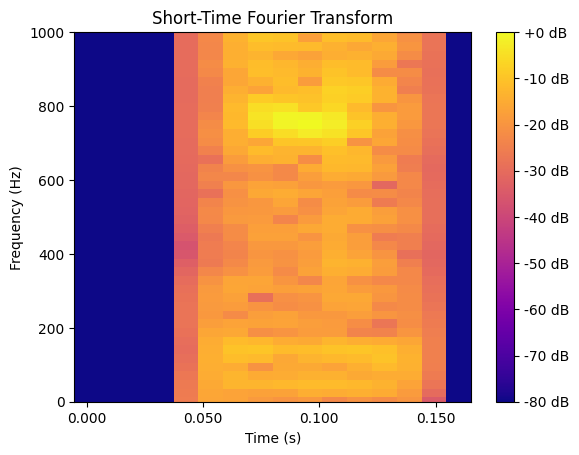 Short-Time Fourier Transform
Frequency (Hz)
1000
800
600
400
200
0
0.000
0.050
0.100
0.150
Time (s)
+0 dB
-10 dB
-20 dB
-30 dB
-40 dB
-50 dB
-60 dB
-70 dB
-80 dB